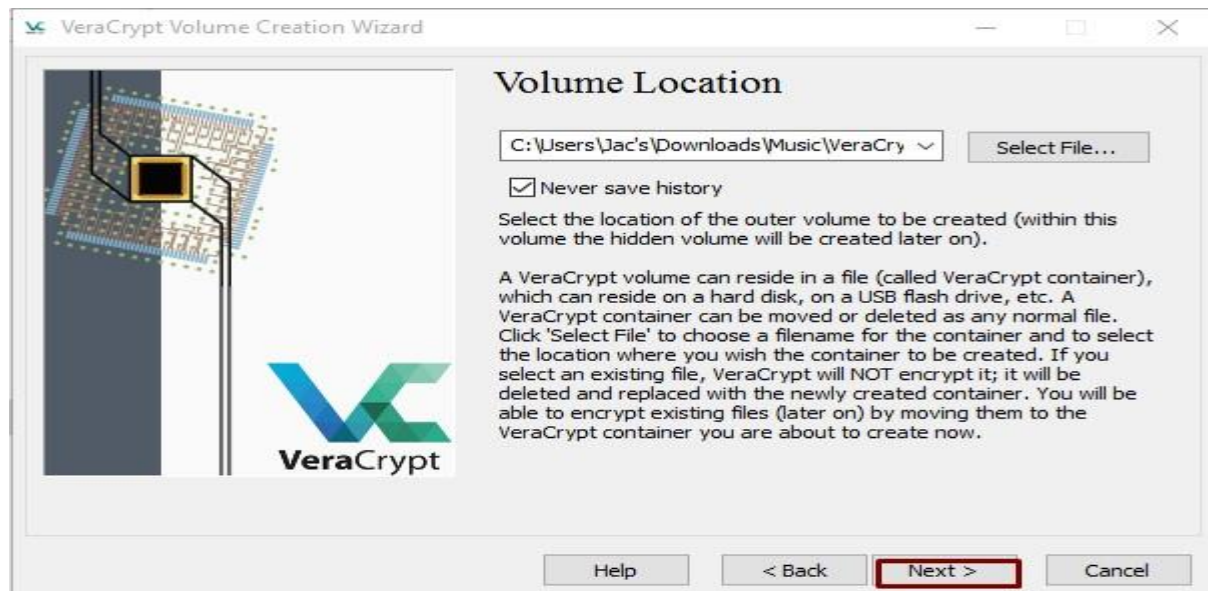 VeraCrypt Volume Creation Wizard
Volume Location
C:\Users\Jac's\Downloads\Music\VeraCry
Select File...
Never save history
Select the location of the outer volume to be created (within this
volume the hidden volume will be created later on).
A VeraCrypt volume can reside in a file (called VeraCrypt container),
which can reside on a hard disk, on a USB flash drive, etc. A
VeraCrypt container can be moved or deleted as any normal file.
Click 'Select File' to choose a filename for the container and to select
the location where you wish the container to be created. If you
select an existing file, VeraCrypt will NOT encrypt it; it will be
deleted and replaced with the newly created container. You will be
able to encrypt existing files (later on) by moving them to the
VeraCrypt container you are about to create now.
VeraCrypt
Help
< Back
Next >
Cancel